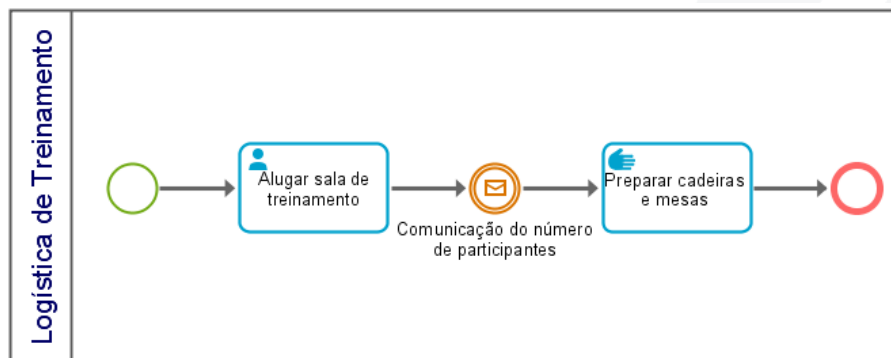 Logística de Treinamento
Alugar sala de
treinamento
Comunicação do número
de participantes
Preparar cadeiras
e mesas